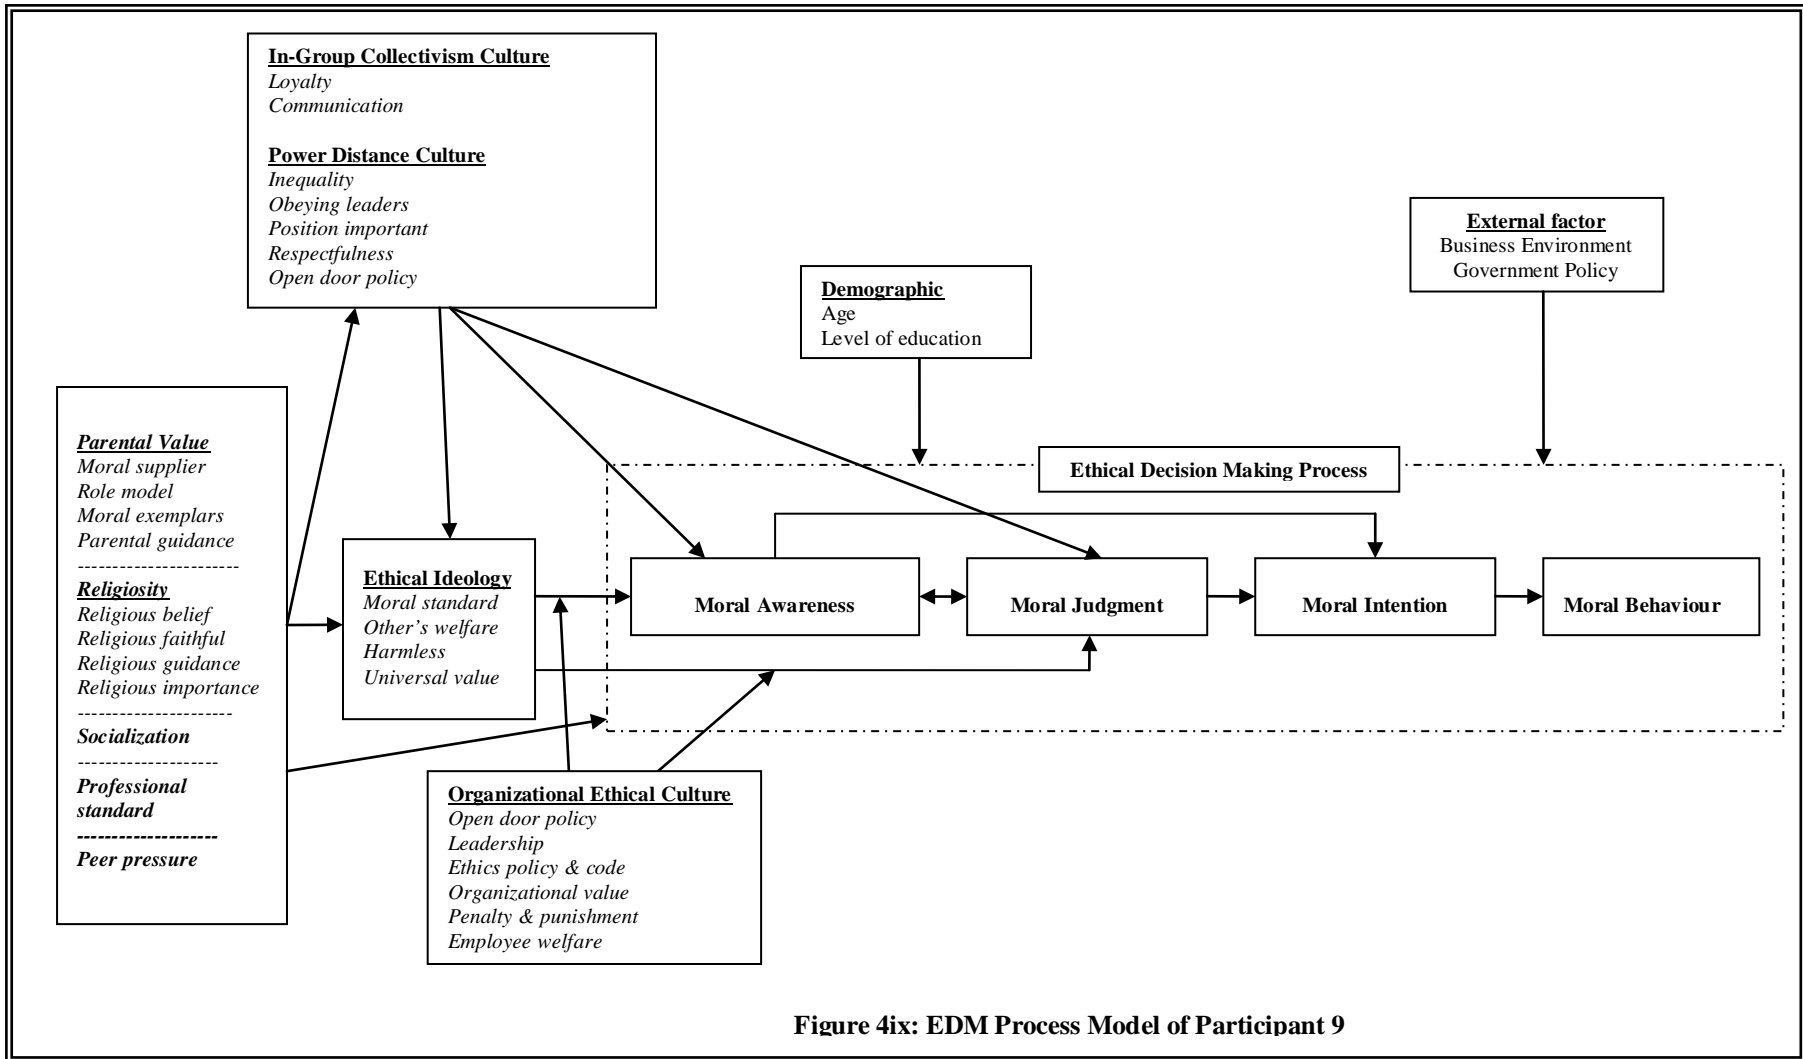 In-Group Collectivism Culture
Loyalty
Communication
Power Distance Culture
Inequality
Obeying leaders
Position important
Respectfulness
Open door policy
External factor
Business Environment
Government Policy
Demographic
Age
Level of education
Parental Value
Moral supplier
Role model
Moral exemplars
Parental guidance
-----------------------
Religiosity
Religious belief
Religious faithful
Religious guidance
Religious importance
----------------------
Socialization
--------------------
Professional
standard
--------------------
Peer pressure
Ethical Decision Making Process
Ethical Ideology
Moral standard
Other’s welfare
Harmless
Universal value
Moral Awareness
Moral Judgment
Moral Intention
Moral Behaviour
Organizational Ethical Culture
Open door policy
Leadership
Ethics policy & code
Organizational value
Penalty & punishment
Employee welfare
Figure 4ix: EDM Process Model of Participant 9